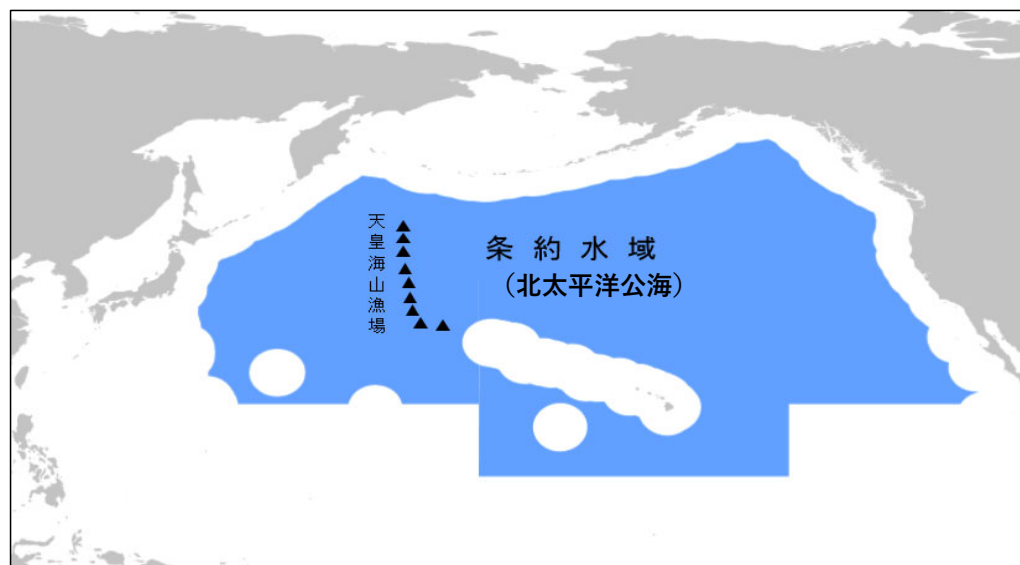 天皇海山漁場
条約水域
（北太平洋公海）